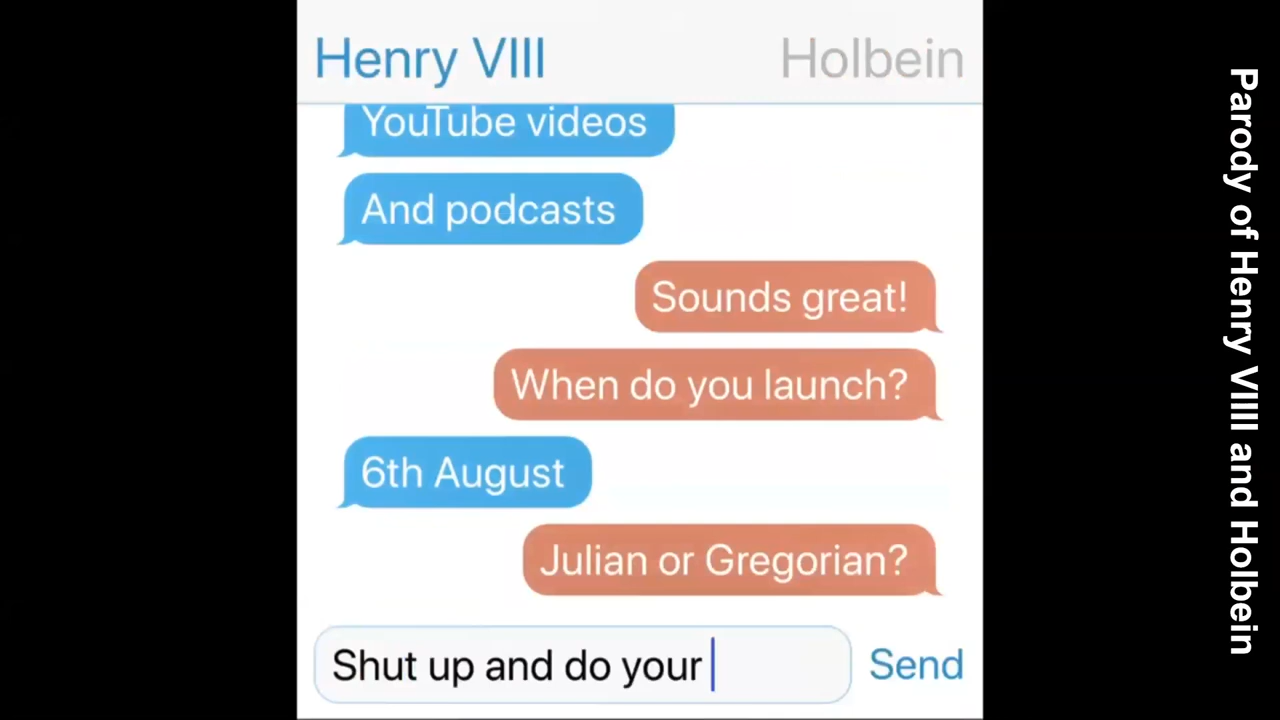 Henry VIII
Holbein
YouTube videos
And podcasts
Sounds great!
When do you launch?
6th August
Julian or Gregorian?
Shut up and do your
Send
Parody of Henry VIIII and Holbein